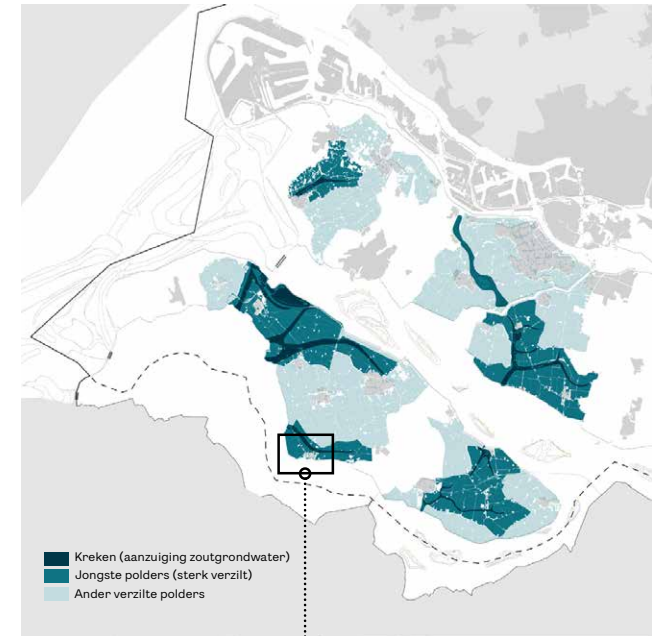 Kreken (aanzuiging zoutgrondwater)
Jongste polders (sterk verzilt)
Ander verzilte polders